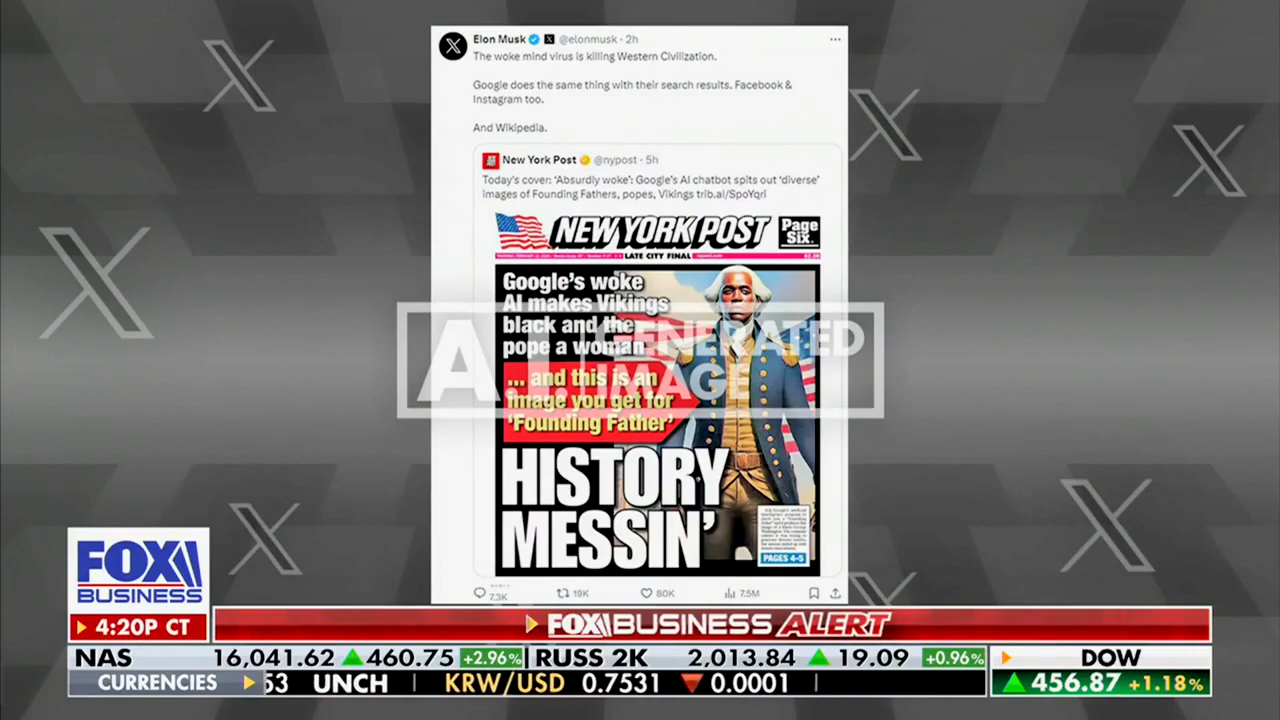 Elon Musk @elonmusk · 2h
The woke mind virus is killing Western Civilization.
Google does the same thing with their search results. Facebook &
Instagram too.
And Wikipedia.
New York Post @nypost · 5h
Today's cover: 'Absurdly woke': Google's AI chatbot spits out 'diverse'
images of Founding Fathers, popes, Vikings trib.al/SpoYqri
NEW YORK POST
Page
Six.
LATE CITY FINAL
Google's woke
AI makes Vikings
black and the
pope a woman
... and this is an
image you get for
'Founding Father'
HISTORY
MESSIN'
PAGES 4-5
A.I. GENERATED
IMAGE
7.3K 19K 80K 7.5M
FOX
BUSINESS
4:20P CT
FOX BUSINESS ALERT
NAS 16,041.62 460.75 +2.96% RUSS 2K 2,013.84 19.09 +0.96% DOW
CURRENCIES 53 UNCH KRW/USD 0.7531 0.0001 456.87 +1.18%